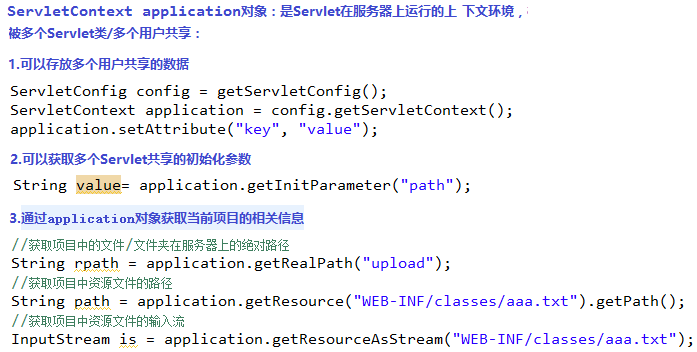 ServletContext application对象：是Servlet在服务器上运行的上 下文环境，
被多个Servlet类/多个用户共享：
1.可以存放多个用户共享的数据
ServletConfig config = getServletConfig();
ServletContext application = config.getServletContext();
application.setAttribute("key", "value");
2.可以获取多个Servlet共享的初始化参数
String value= application.getInitParameter("path");
3.通过application对象获取当前项目的相关信息
//获取项目中的文件/文件夹在服务器上的绝对路径
String rpath = application.getRealPath("upload");
//获取项目中资源文件的路径
String path = application.getResource("WEB-INF/classes/aaa.txt").getPath();
//获取项目中资源文件的输入流
InputStream is = application.getResourceAsStream("WEB-INF/classes/aaa.txt");